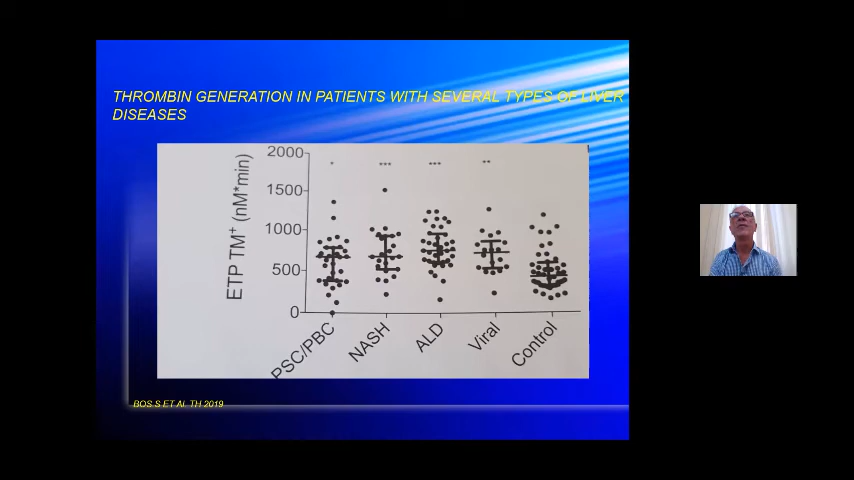 THROMBIN GENERATION IN PATIENTS WITH SEVERAL TYPES OF LIVER
DISEASES
ETP TM+ (nM*min)
2000
1500
1000
500
0
*
***
***
**
PSC/PBC
NASH
ALD
Viral
Control
BOS S ET AL TH 2019